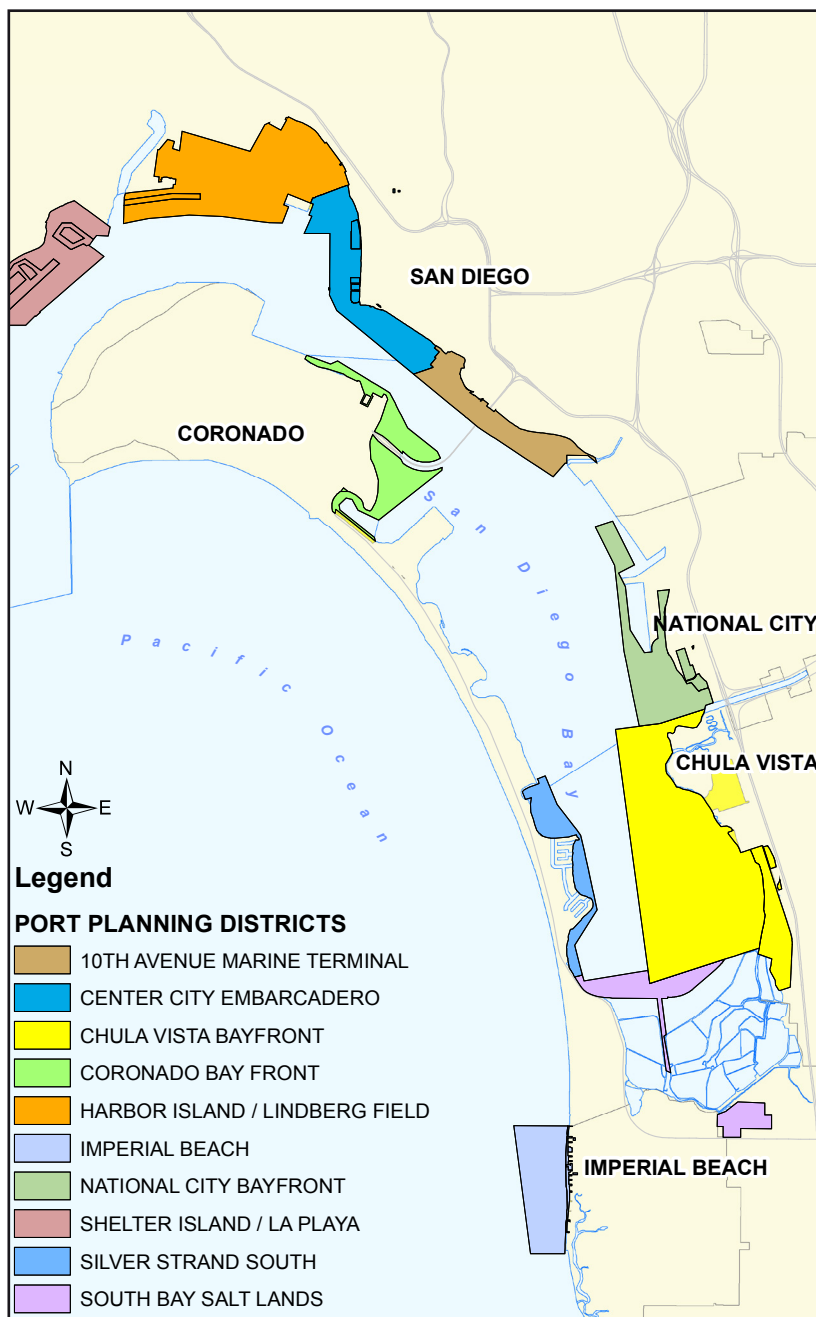 SAN DIEGO
CORONADO
San Diego Bay
NATIONAL CITY
Pacific Ocean
CHULA VISTA
N
W E
S
Legend
PORT PLANNING DISTRICTS
10TH AVENUE MARINE TERMINAL
CENTER CITY EMBARCADERO
CHULA VISTA BAYFRONT
CORONADO BAY FRONT
HARBOR ISLAND / LINDBERG FIELD
IMPERIAL BEACH
IMPERIAL BEACH
NATIONAL CITY BAYFRONT
SHELTER ISLAND / LA PLAYA
SILVER STRAND SOUTH
SOUTH BAY SALT LANDS